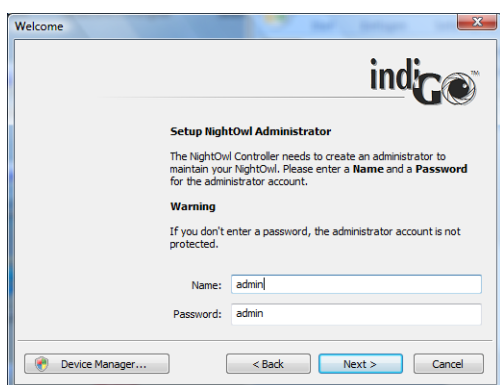 Welcome
indiGO™
Setup NightOwl Administrator
The NightOwl Controller needs to create an administrator to
maintain your NightOwl. Please enter a Name and a Password
for the administrator account.
Warning
If you don't enter a password, the administrator account is not
protected.
Name: admin
Password: admin
Device Manager... < Back Next > Cancel